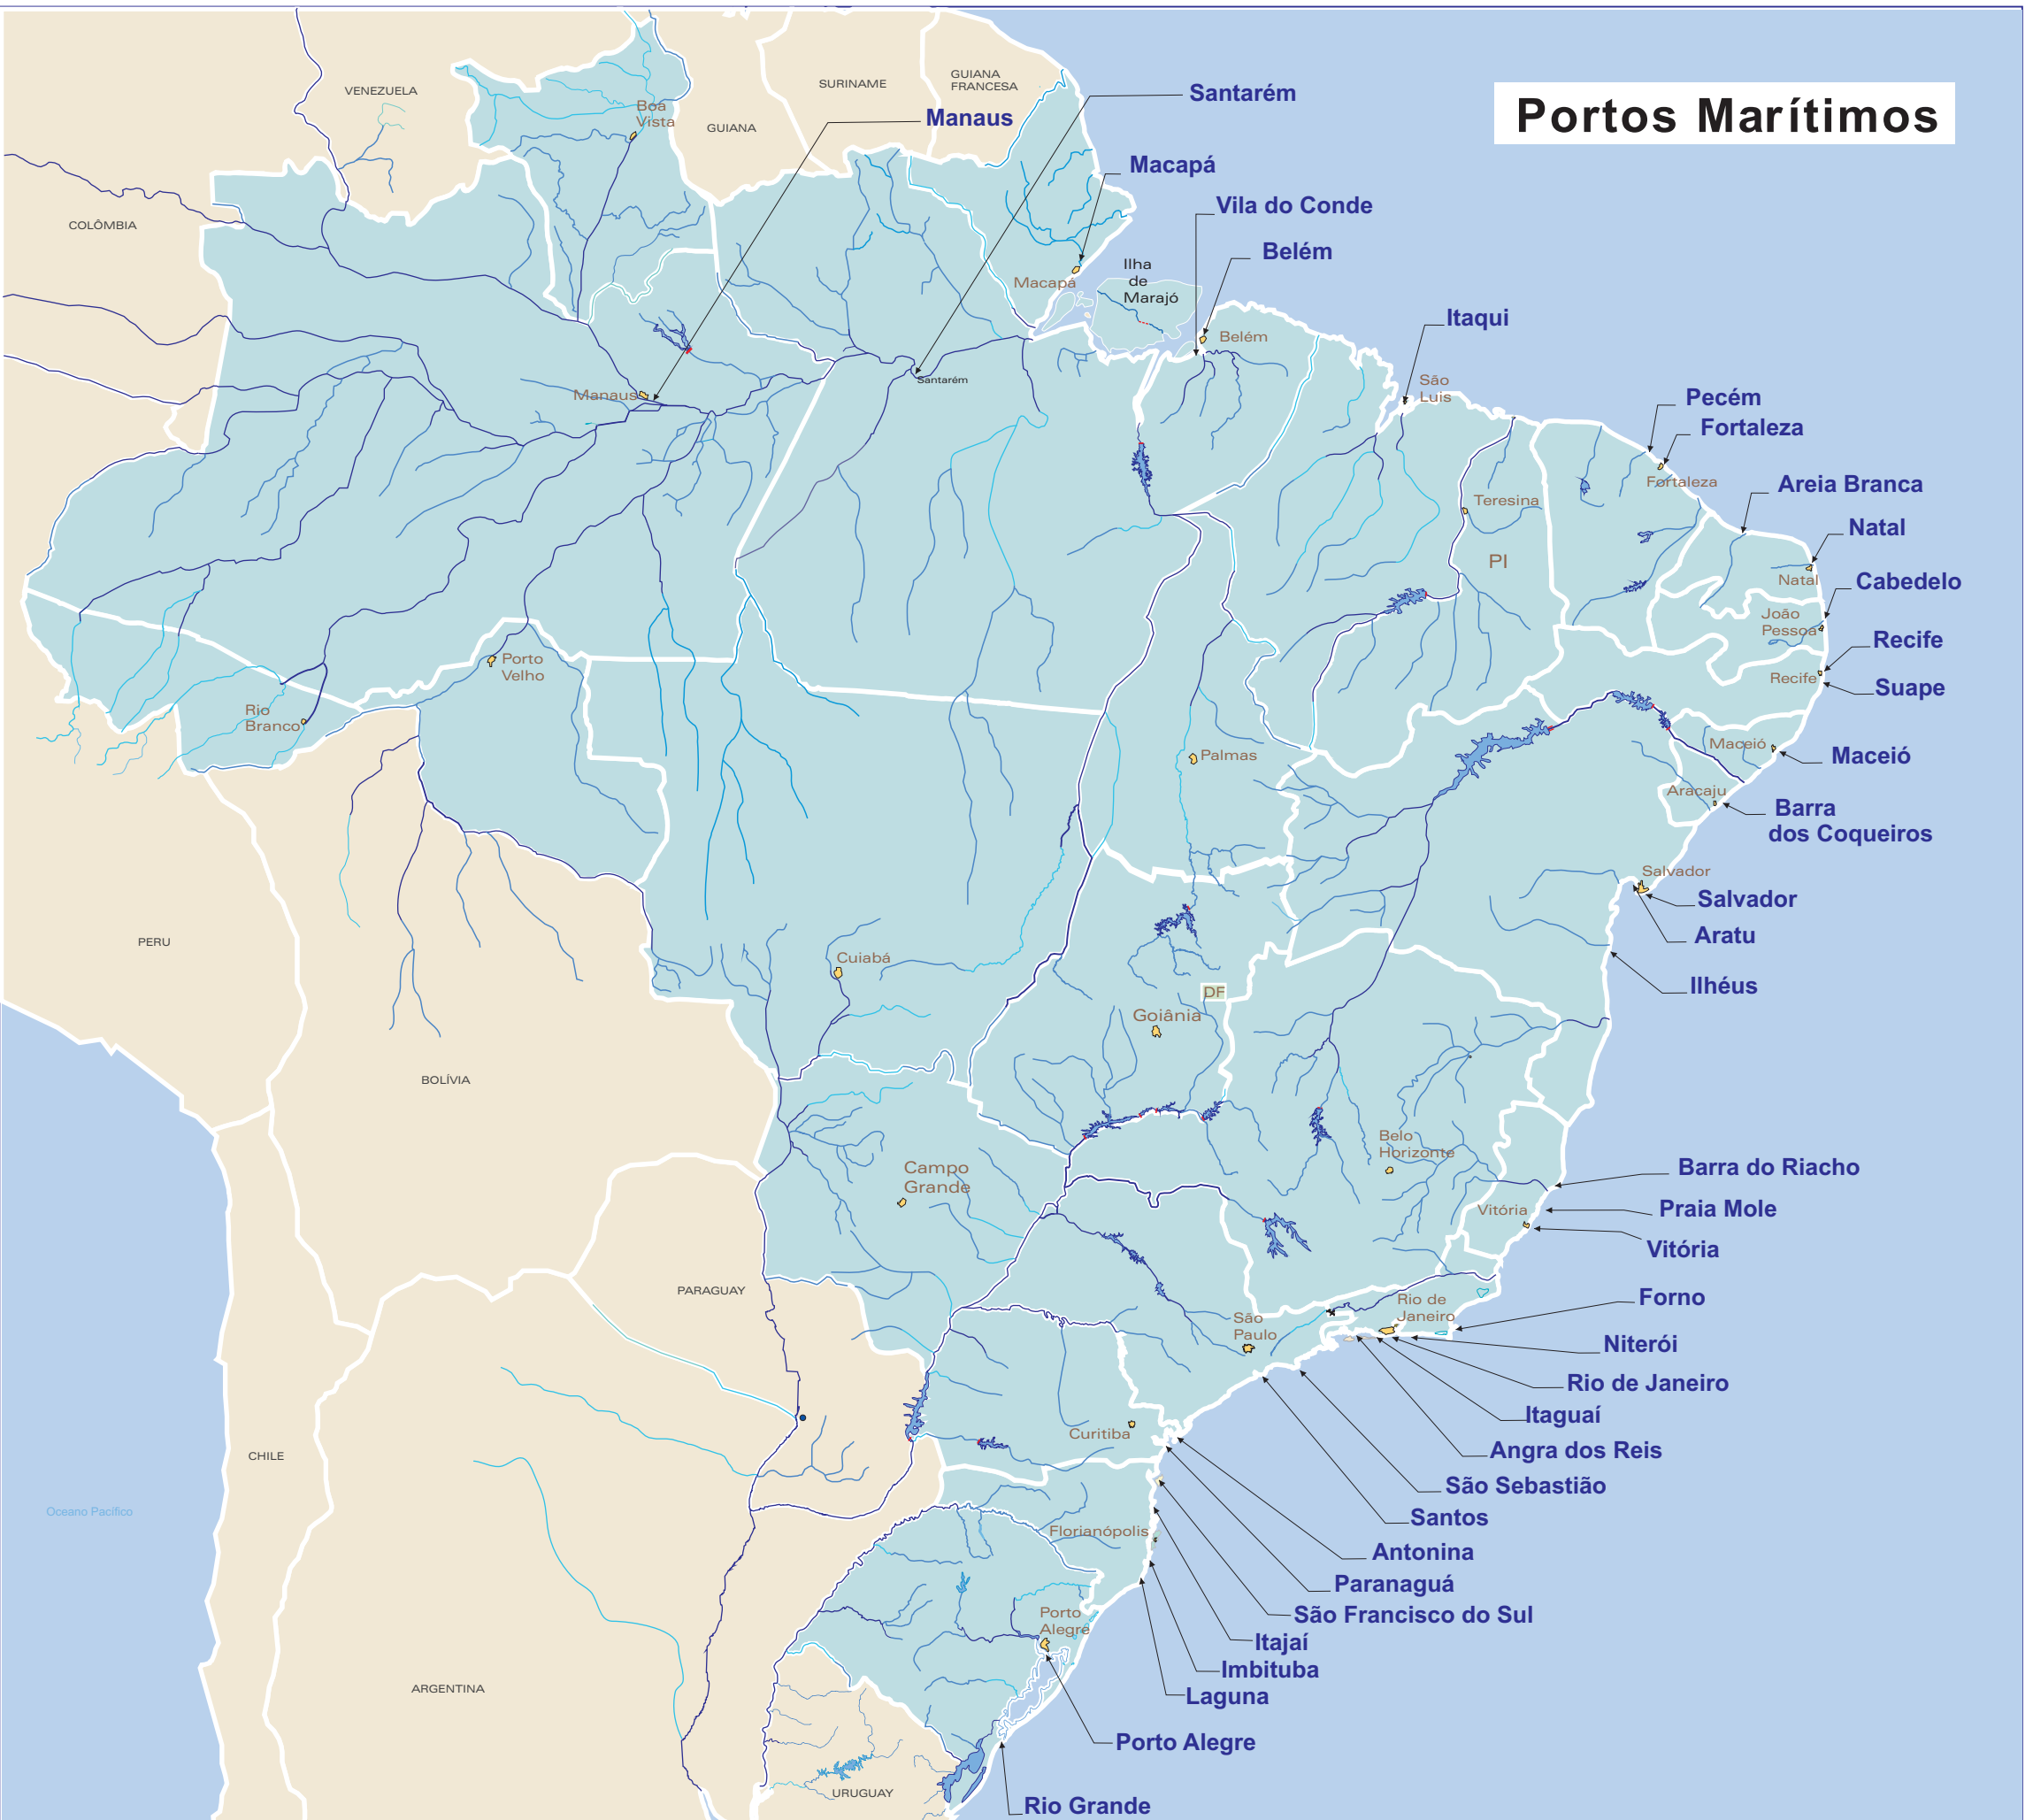 Portos Marítimos
VENEZUELA
SURINAME
GUIANA
FRANCESA
GUIANA
COLÔMBIA
PERU
BOLÍVIA
PARAGUAY
CHILE
ARGENTINA
URUGUAY
Oceano Pacífico
Boa
Vista
Macapá
Ilha
de
Marajó
Belém
Manaus
Santarém
São
Luis
Teresina
PI
Fortaleza
Natal
João
Pessoa
Recife
Maceió
Aracaju
Salvador
Porto
Velho
Rio
Branco
Palmas
Cuiabá
DF
Goiânia
Campo
Grande
Belo
Horizonte
Vitória
Rio de
Janeiro
São
Paulo
Curitiba
Florianópolis
Porto
Alegre
Manaus
Santarém
Macapá
Vila do Conde
Belém
Itaqui
Pecém
Fortaleza
Areia Branca
Natal
Cabedelo
Recife
Suape
Maceió
Barra
dos Coqueiros
Salvador
Aratu
Ilhéus
Barra do Riacho
Praia Mole
Vitória
Forno
Niterói
Rio de Janeiro
Itaguaí
Angra dos Reis
São Sebastião
Santos
Antonina
Paranaguá
São Francisco do Sul
Itajaí
Imbituba
Laguna
Porto Alegre
Rio Grande